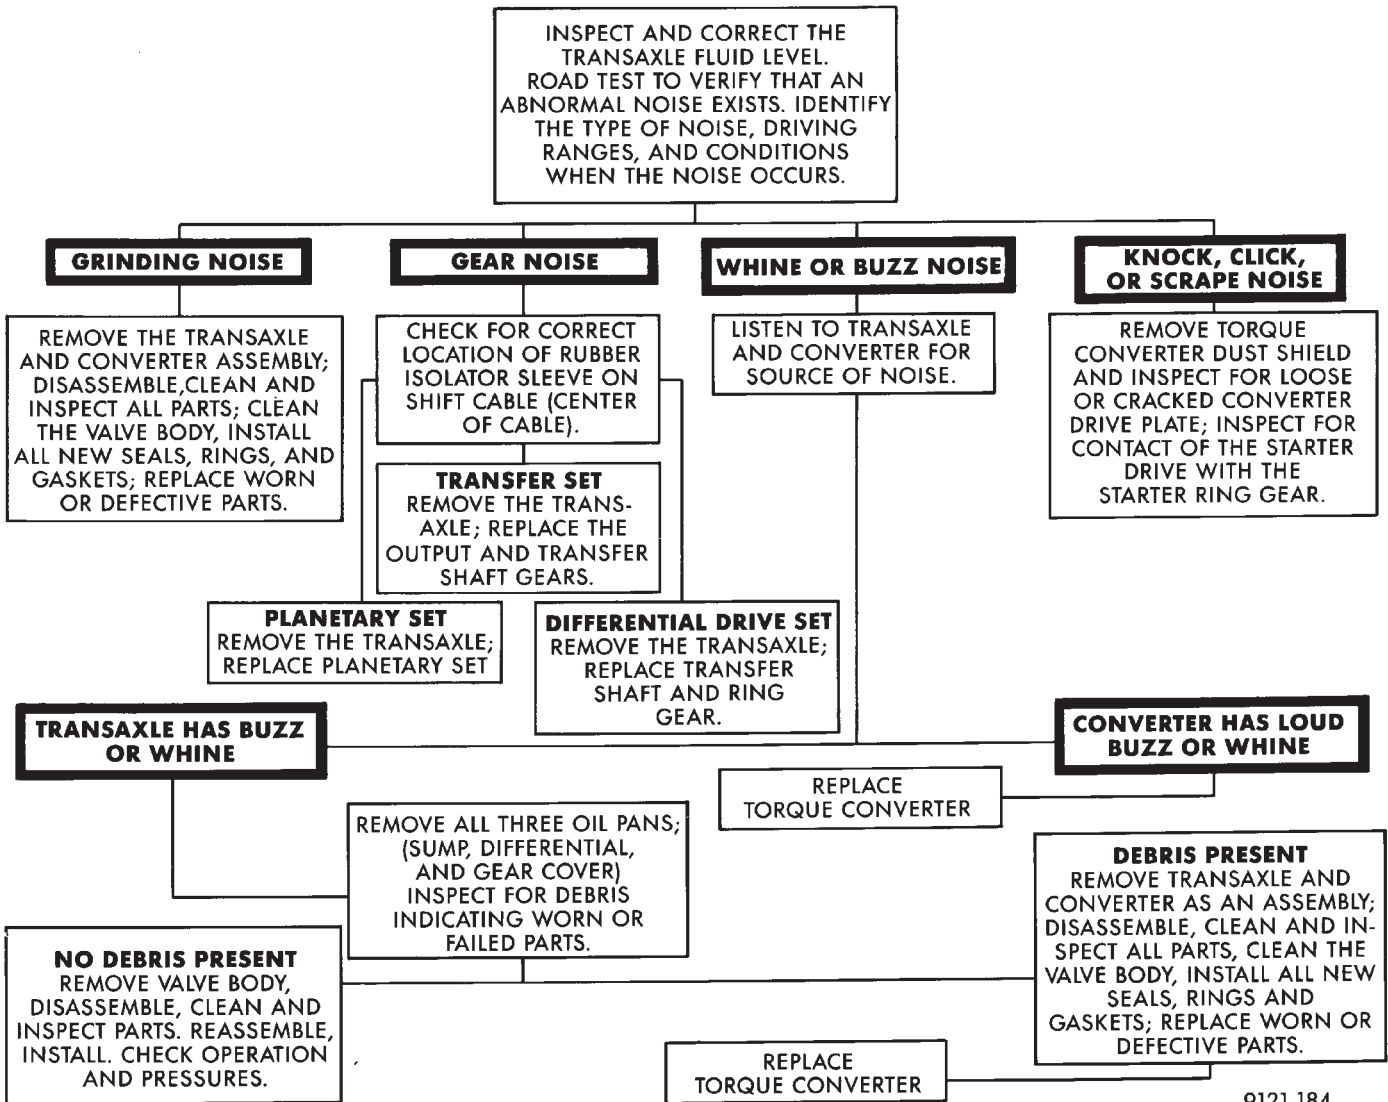 INSPECT AND CORRECT THE
TRANSAXLE FLUID LEVEL.
ROAD TEST TO VERIFY THAT AN
ABNORMAL NOISE EXISTS. IDENTIFY
THE TYPE OF NOISE, DRIVING
RANGES, AND CONDITIONS
WHEN THE NOISE OCCURS.
GRINDING NOISE
REMOVE THE TRANSAXLE
AND CONVERTER ASSEMBLY;
DISASSEMBLE,CLEAN AND
INSPECT ALL PARTS; CLEAN
THE VALVE BODY, INSTALL
ALL NEW SEALS, RINGS, AND
GASKETS; REPLACE WORN
OR DEFECTIVE PARTS.
GEAR NOISE
CHECK FOR CORRECT
LOCATION OF RUBBER
ISOLATOR SLEEVE ON
SHIFT CABLE (CENTER
OF CABLE).
TRANSFER SET
REMOVE THE TRANS-
AXLE; REPLACE THE
OUTPUT AND TRANSFER
SHAFT GEARS.
PLANETARY SET
REMOVE THE TRANSAXLE;
REPLACE PLANETARY SET
DIFFERENTIAL DRIVE SET
REMOVE THE TRANSAXLE;
REPLACE TRANSFER
SHAFT AND RING
GEAR.
WHINE OR BUZZ NOISE
LISTEN TO TRANSAXLE
AND CONVERTER FOR
SOURCE OF NOISE.
KNOCK, CLICK,
OR SCRAPE NOISE
REMOVE TORQUE
CONVERTER DUST SHIELD
AND INSPECT FOR LOOSE
OR CRACKED CONVERTER
DRIVE PLATE; INSPECT FOR
CONTACT OF THE STARTER
DRIVE WITH THE
STARTER RING GEAR.
TRANSAXLE HAS BUZZ
OR WHINE
CONVERTER HAS LOUD
BUZZ OR WHINE
REPLACE
TORQUE CONVERTER
REMOVE ALL THREE OIL PANS;
(SUMP, DIFFERENTIAL,
AND GEAR COVER)
INSPECT FOR DEBRIS
INDICATING WORN OR
FAILED PARTS.
NO DEBRIS PRESENT
REMOVE VALVE BODY,
DISASSEMBLE, CLEAN AND
INSPECT PARTS. REASSEMBLE,
INSTALL. CHECK OPERATION
AND PRESSURES.
DEBRIS PRESENT
REMOVE TRANSAXLE AND
CONVERTER AS AN ASSEMBLY;
DISASSEMBLE, CLEAN AND IN-
SPECT ALL PARTS, CLEAN THE
VALVE BODY, INSTALL ALL NEW
SEALS, RINGS AND
GASKETS; REPLACE WORN OR
DEFECTIVE PARTS.
REPLACE
TORQUE CONVERTER
9121.184